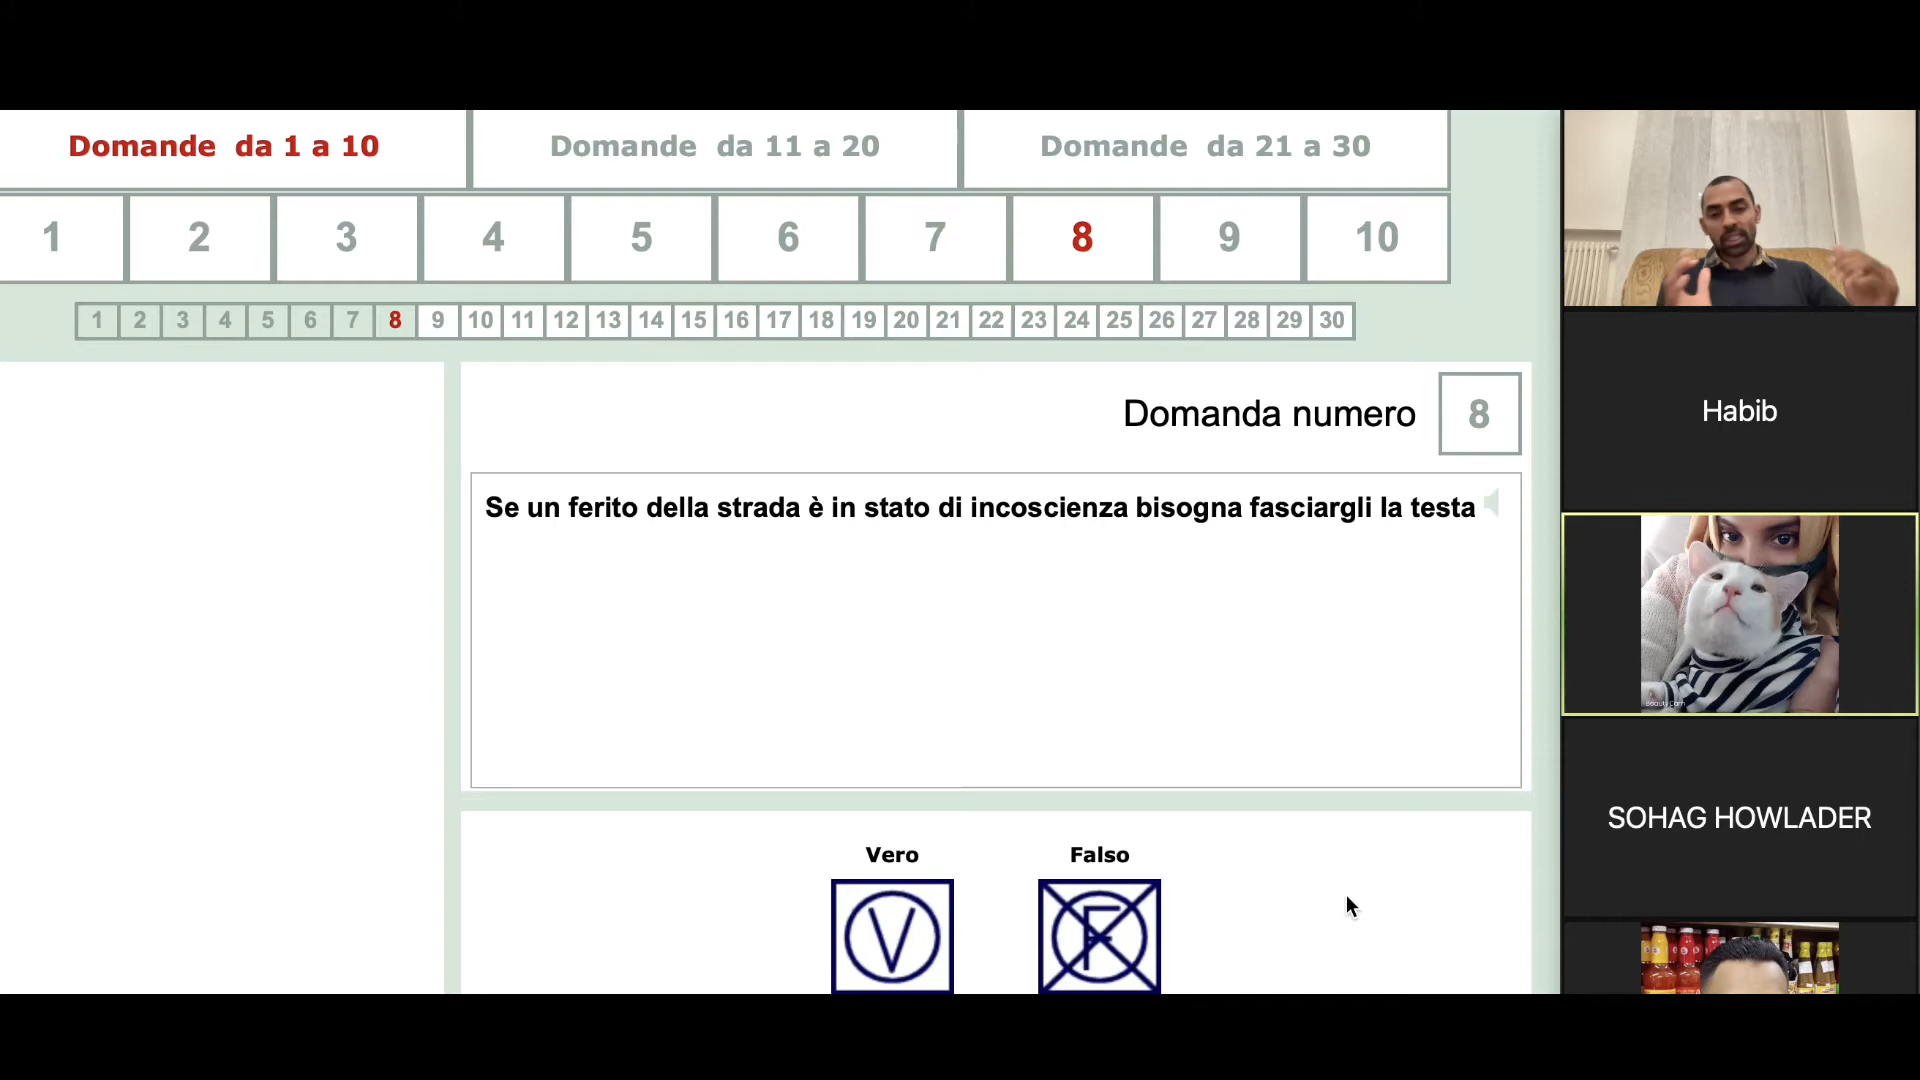 Domande da 1 a 10
Domande da 11 a 20
Domande da 21 a 30
1 2 3 4 5 6 7 8 9 10
1 2 3 4 5 6 7 8 9 10 11 12 13 14 15 16 17 18 19 20 21 22 23 24 25 26 27 28 29 30
Domanda numero 8
Se un ferito della strada è in stato di incoscienza bisogna fasciargli la testa
Vero
Falso
V
F
Habib
Beauty Cam
SOHAG HOWLADER